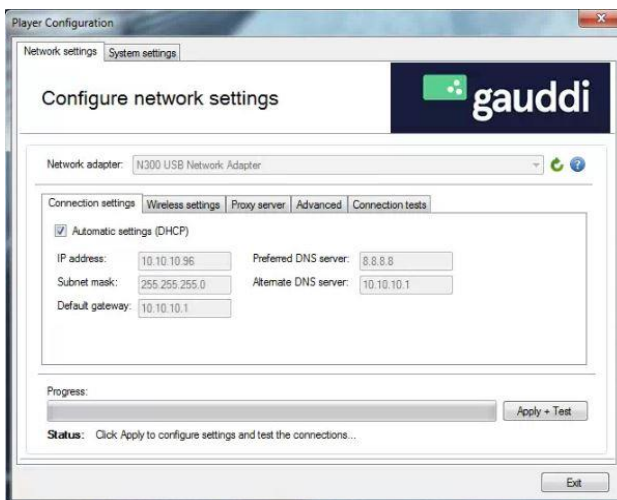 Player Configuration
x
Network settings System settings
Configure network settings
gauddi
Network adapter: N300 USB Network Adapter
?
Connection settings Wireless settings Proxy server Advanced Connection tests
Automatic settings (DHCP)
IP address: 10.10.10.96 Preferred DNS server: 8.8.8.8
Subnet mask: 255.255.255.0 Alternate DNS server: 10.10.10.1
Default gateway: 10.10.10.1
Progress:
Apply + Test
Status: Click Apply to configure settings and test the connections...
Exit